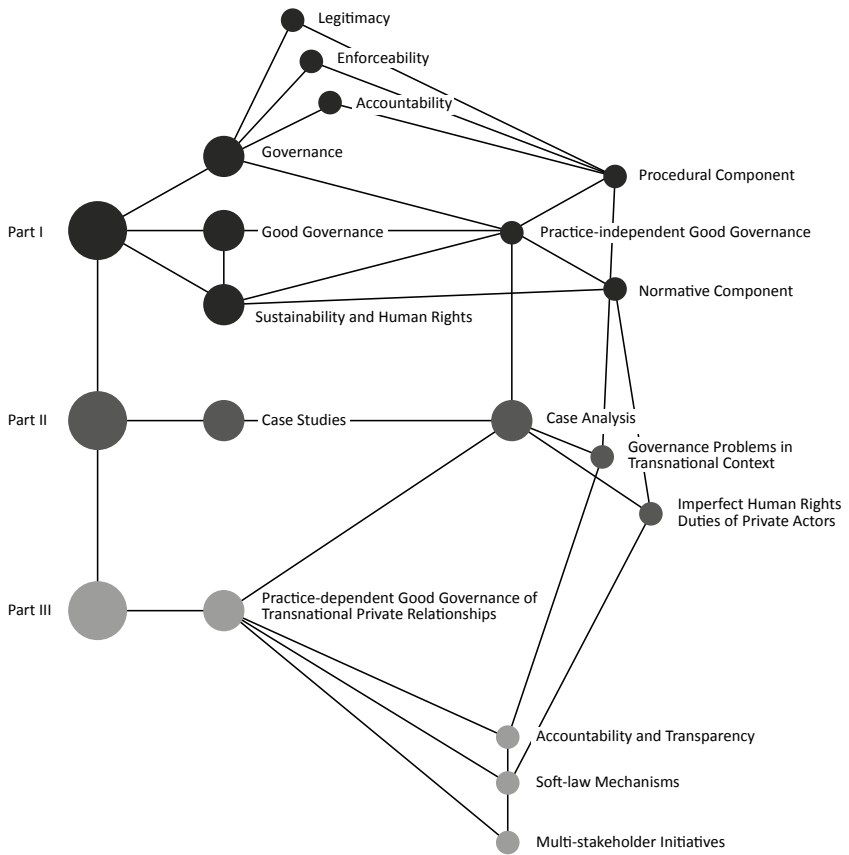 Legitimacy
Enforceability
Accountability
Governance
Procedural Component
Part I
Good Governance
Practice-independent Good Governance
Normative Component
Sustainability and Human Rights
Part II
Case Studies
Case Analysis
Governance Problems in
Transnational Context
Imperfect Human Rights
Duties of Private Actors
Part III
Practice-dependent Good Governance of
Transnational Private Relationships
Accountability and Transparency
Soft-law Mechanisms
Multi-stakeholder Initiatives